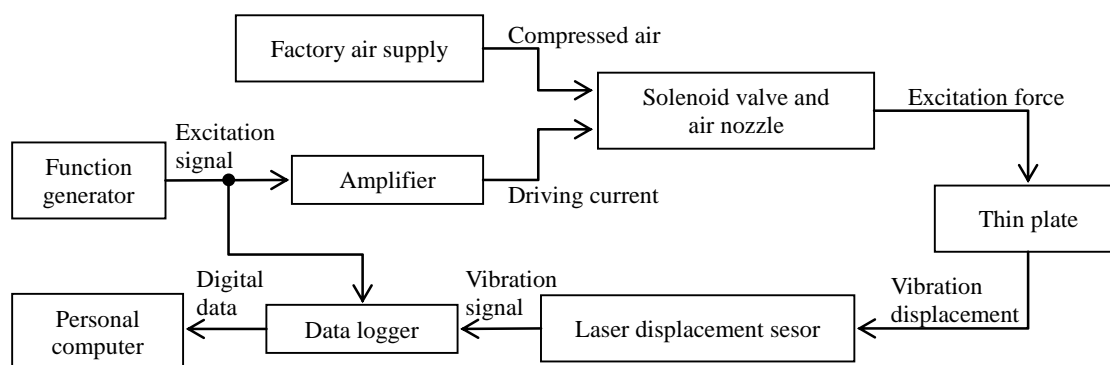 Factory air supply
Compressed air
Solenoid valve and
air nozzle
Excitation force
Excitation
signal
Function
generator
Amplifier
Driving current
Thin plate
Digital
data
Vibration
signal
Vibration
displacement
Personal
computer
Data logger
Laser displacement sesor